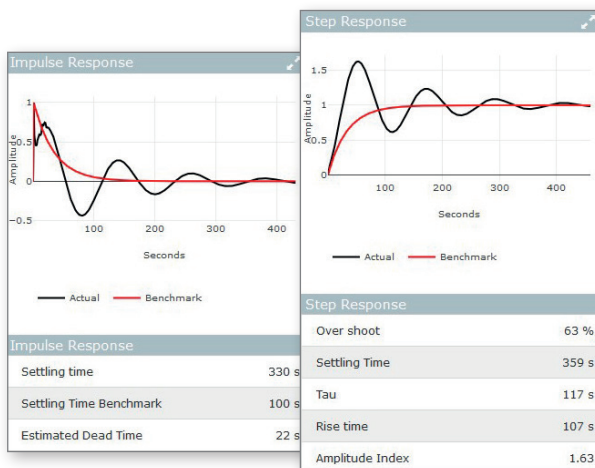 Impulse Response
Amplitude
1
0.5
0
−0.5
100
200
300
400
Seconds
Actual
Benchmark
Impulse Response
Settling time 330 s
Settling Time Benchmark 100 s
Estimated Dead Time 22 s
Step Response
Amplitude
1.5
1
0.5
0
100
200
300
400
Seconds
Actual
Benchmark
Step Response
Over shoot 63 %
Settling Time 359 s
Tau 117 s
Rise time 107 s
Amplitude Index 1.63